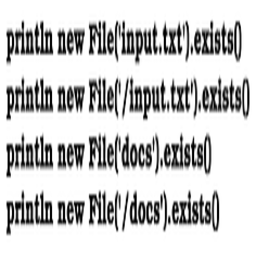 println new File('input.txt').exists()
println new File('/input.txt').exists()
println new File('docs').exists()
println new File('/docs').exists()